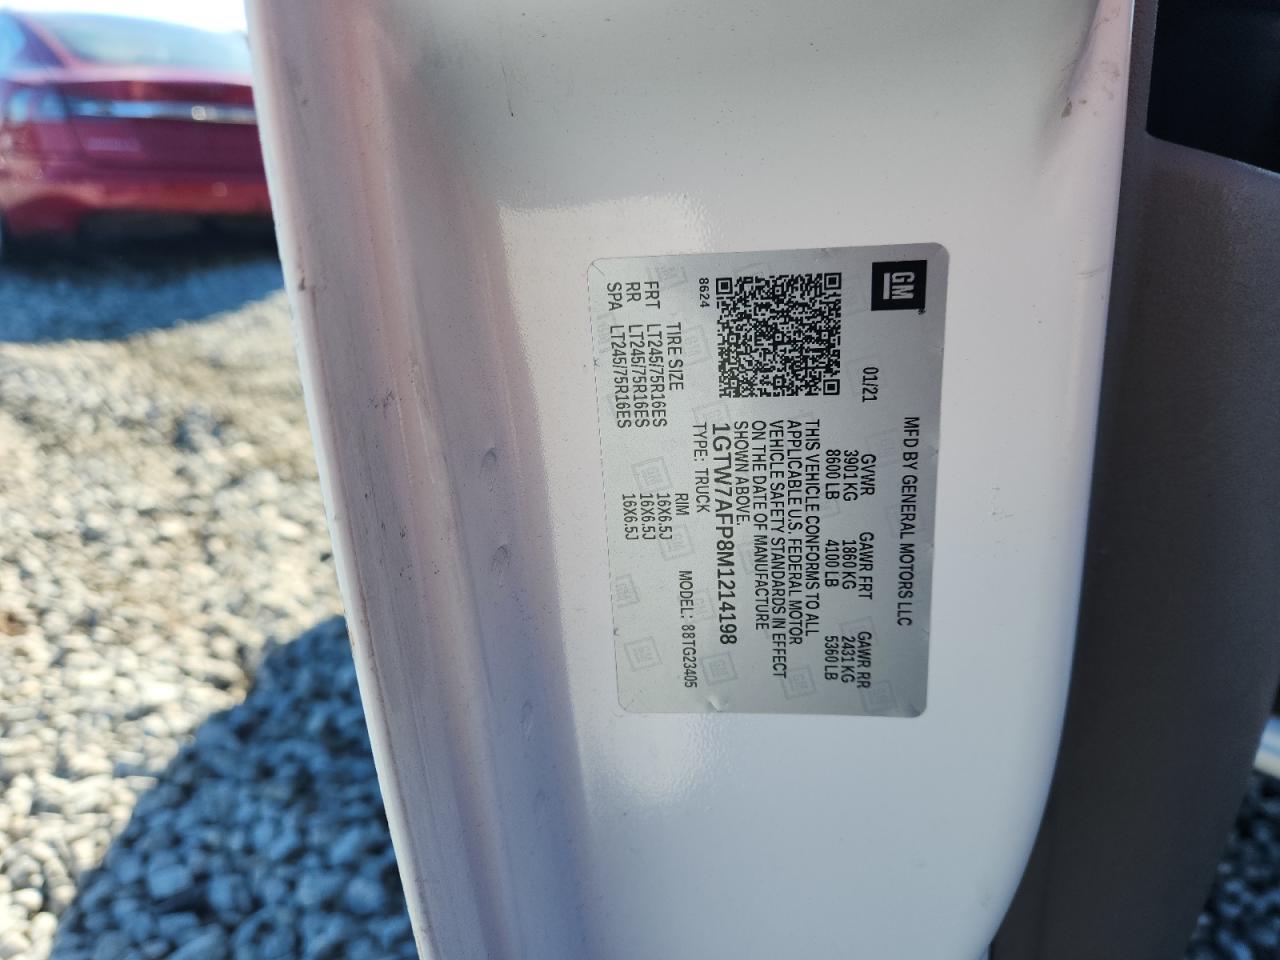 GM
MFD BY GENERAL MOTORS LLC
01/21
GVWR GAWR FRT GAWR RR
3901 KG 1860 KG 2431 KG
8600 LB 4100 LB 5360 LB
THIS VEHICLE CONFORMS TO ALL
APPLICABLE U.S. FEDERAL MOTOR
VEHICLE SAFETY STANDARDS IN EFFECT
ON THE DATE OF MANUFACTURE
SHOWN ABOVE.
1GTW7AFP8M1214198
8624
TYPE: TRUCK MODEL: 88TG23405
TIRE SIZE RIM
FRT LT245/75R16ES 16X6.5J
RR LT245/75R16ES 16X6.5J
SPA LT245/75R16ES 16X6.5J